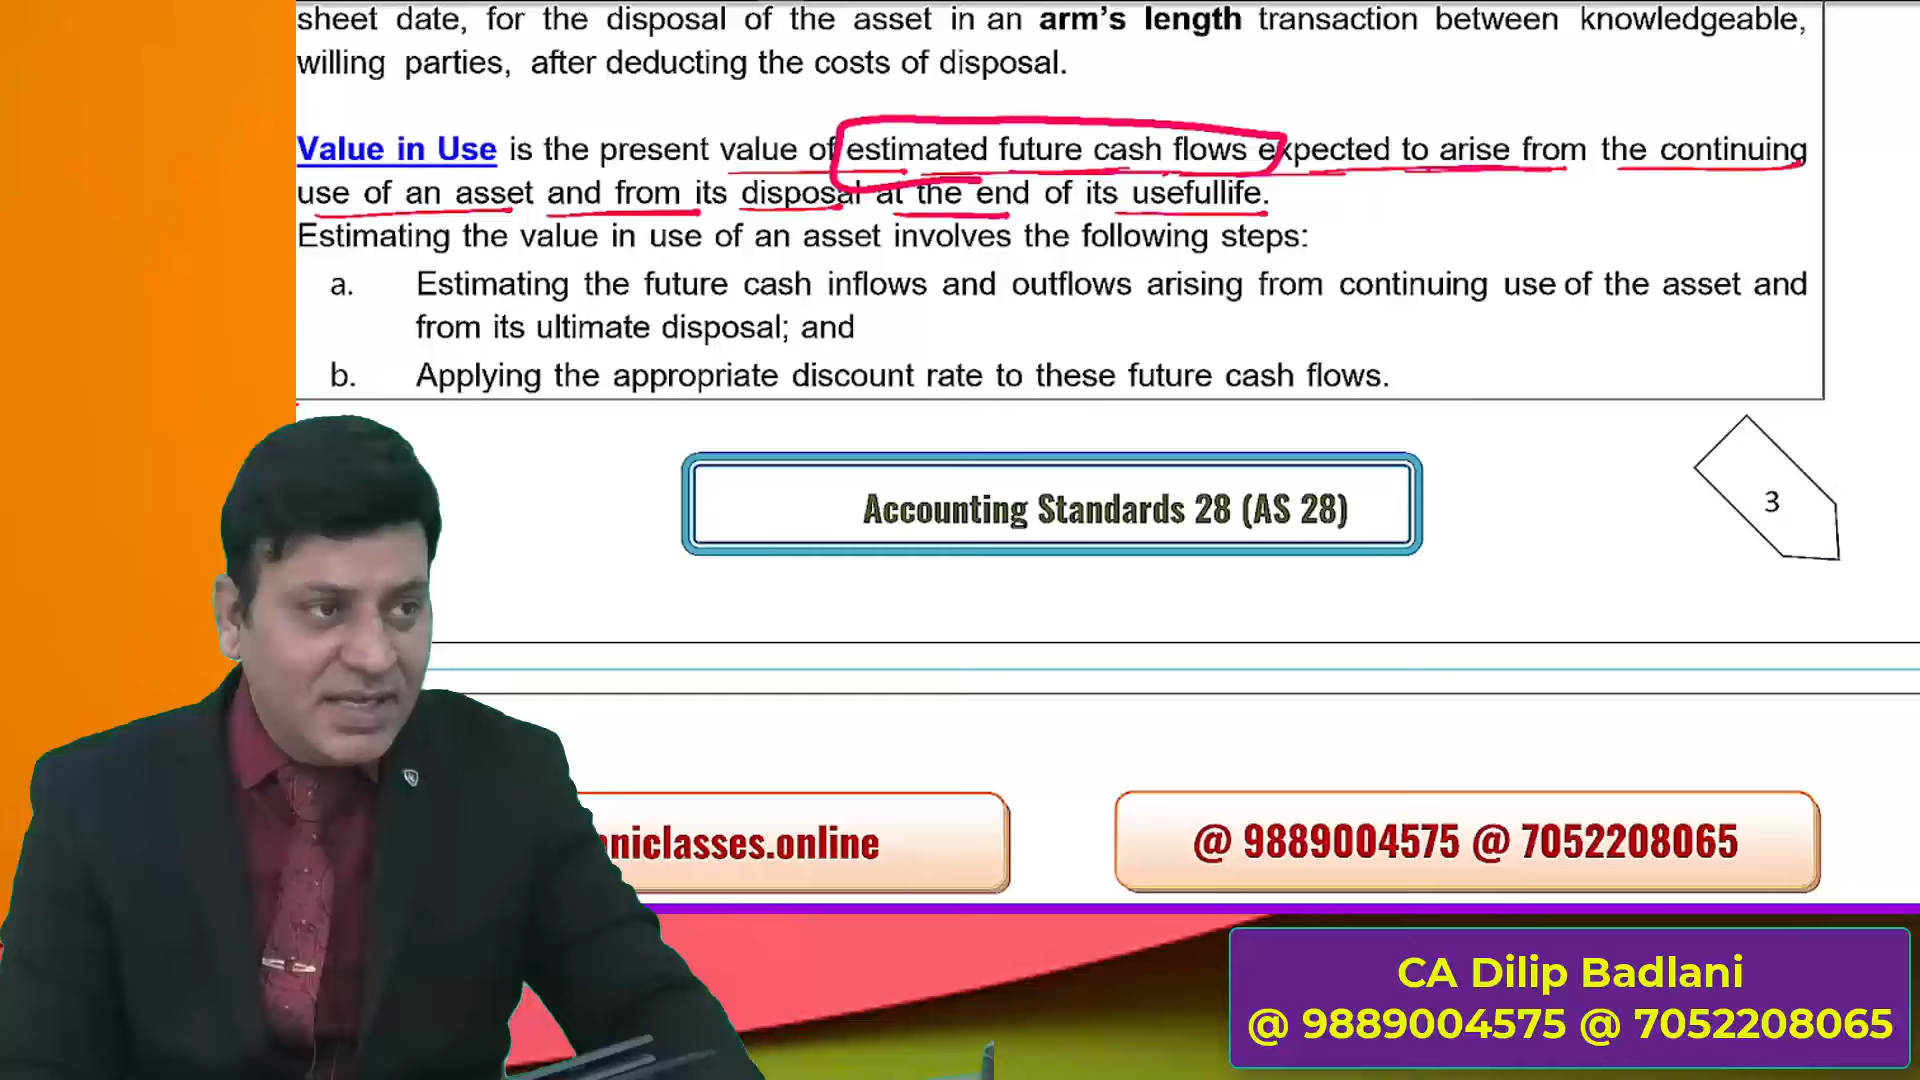 sheet date, for the disposal of the asset in an arm's length transaction between knowledgeable,
willing parties, after deducting the costs of disposal.
Value in Use is the present value of estimated future cash flows expected to arise from the continuing
use of an asset and from its disposal at the end of its usefullife.
Estimating the value in use of an asset involves the following steps:
a. Estimating the future cash inflows and outflows arising from continuing use of the asset and
from its ultimate disposal; and
b. Applying the appropriate discount rate to these future cash flows.
Accounting Standards 28 (AS 28)
3
niclasses.online
@ 9889004575 @ 7052208065
CA Dilip Badlani
@ 9889004575 @ 7052208065